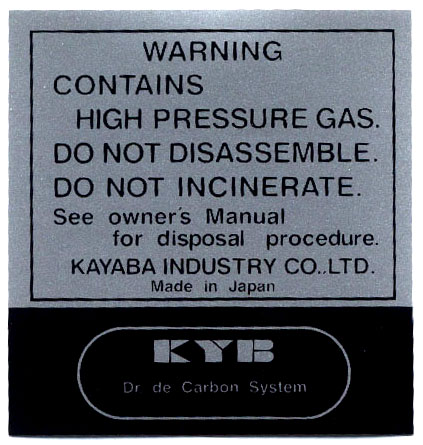 WARNING
CONTAINS
HIGH PRESSURE GAS.
DO NOT DISASSEMBLE.
DO NOT INCINERATE.
See owner's Manual
for disposal procedure.
KAYABA INDUSTRY CO.,LTD.
Made in Japan
KYB
Dr de Carbon System